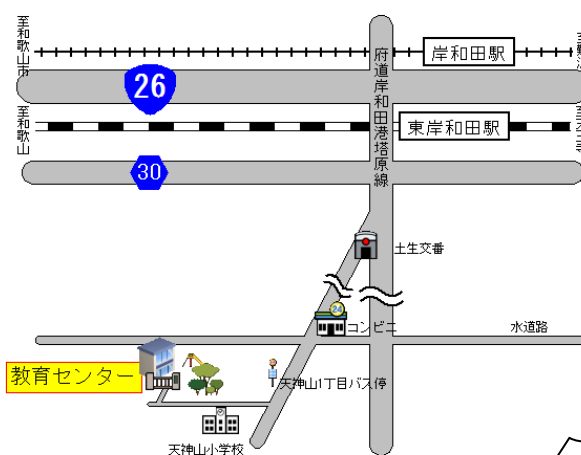 至和歌山市
岸和田駅
26
府道岸和田港塔原線
至和歌山
東岸和田駅
30
土生交番
24
コンビニ
水道路
教育センター
天神山1丁目バス停
天神山小学校